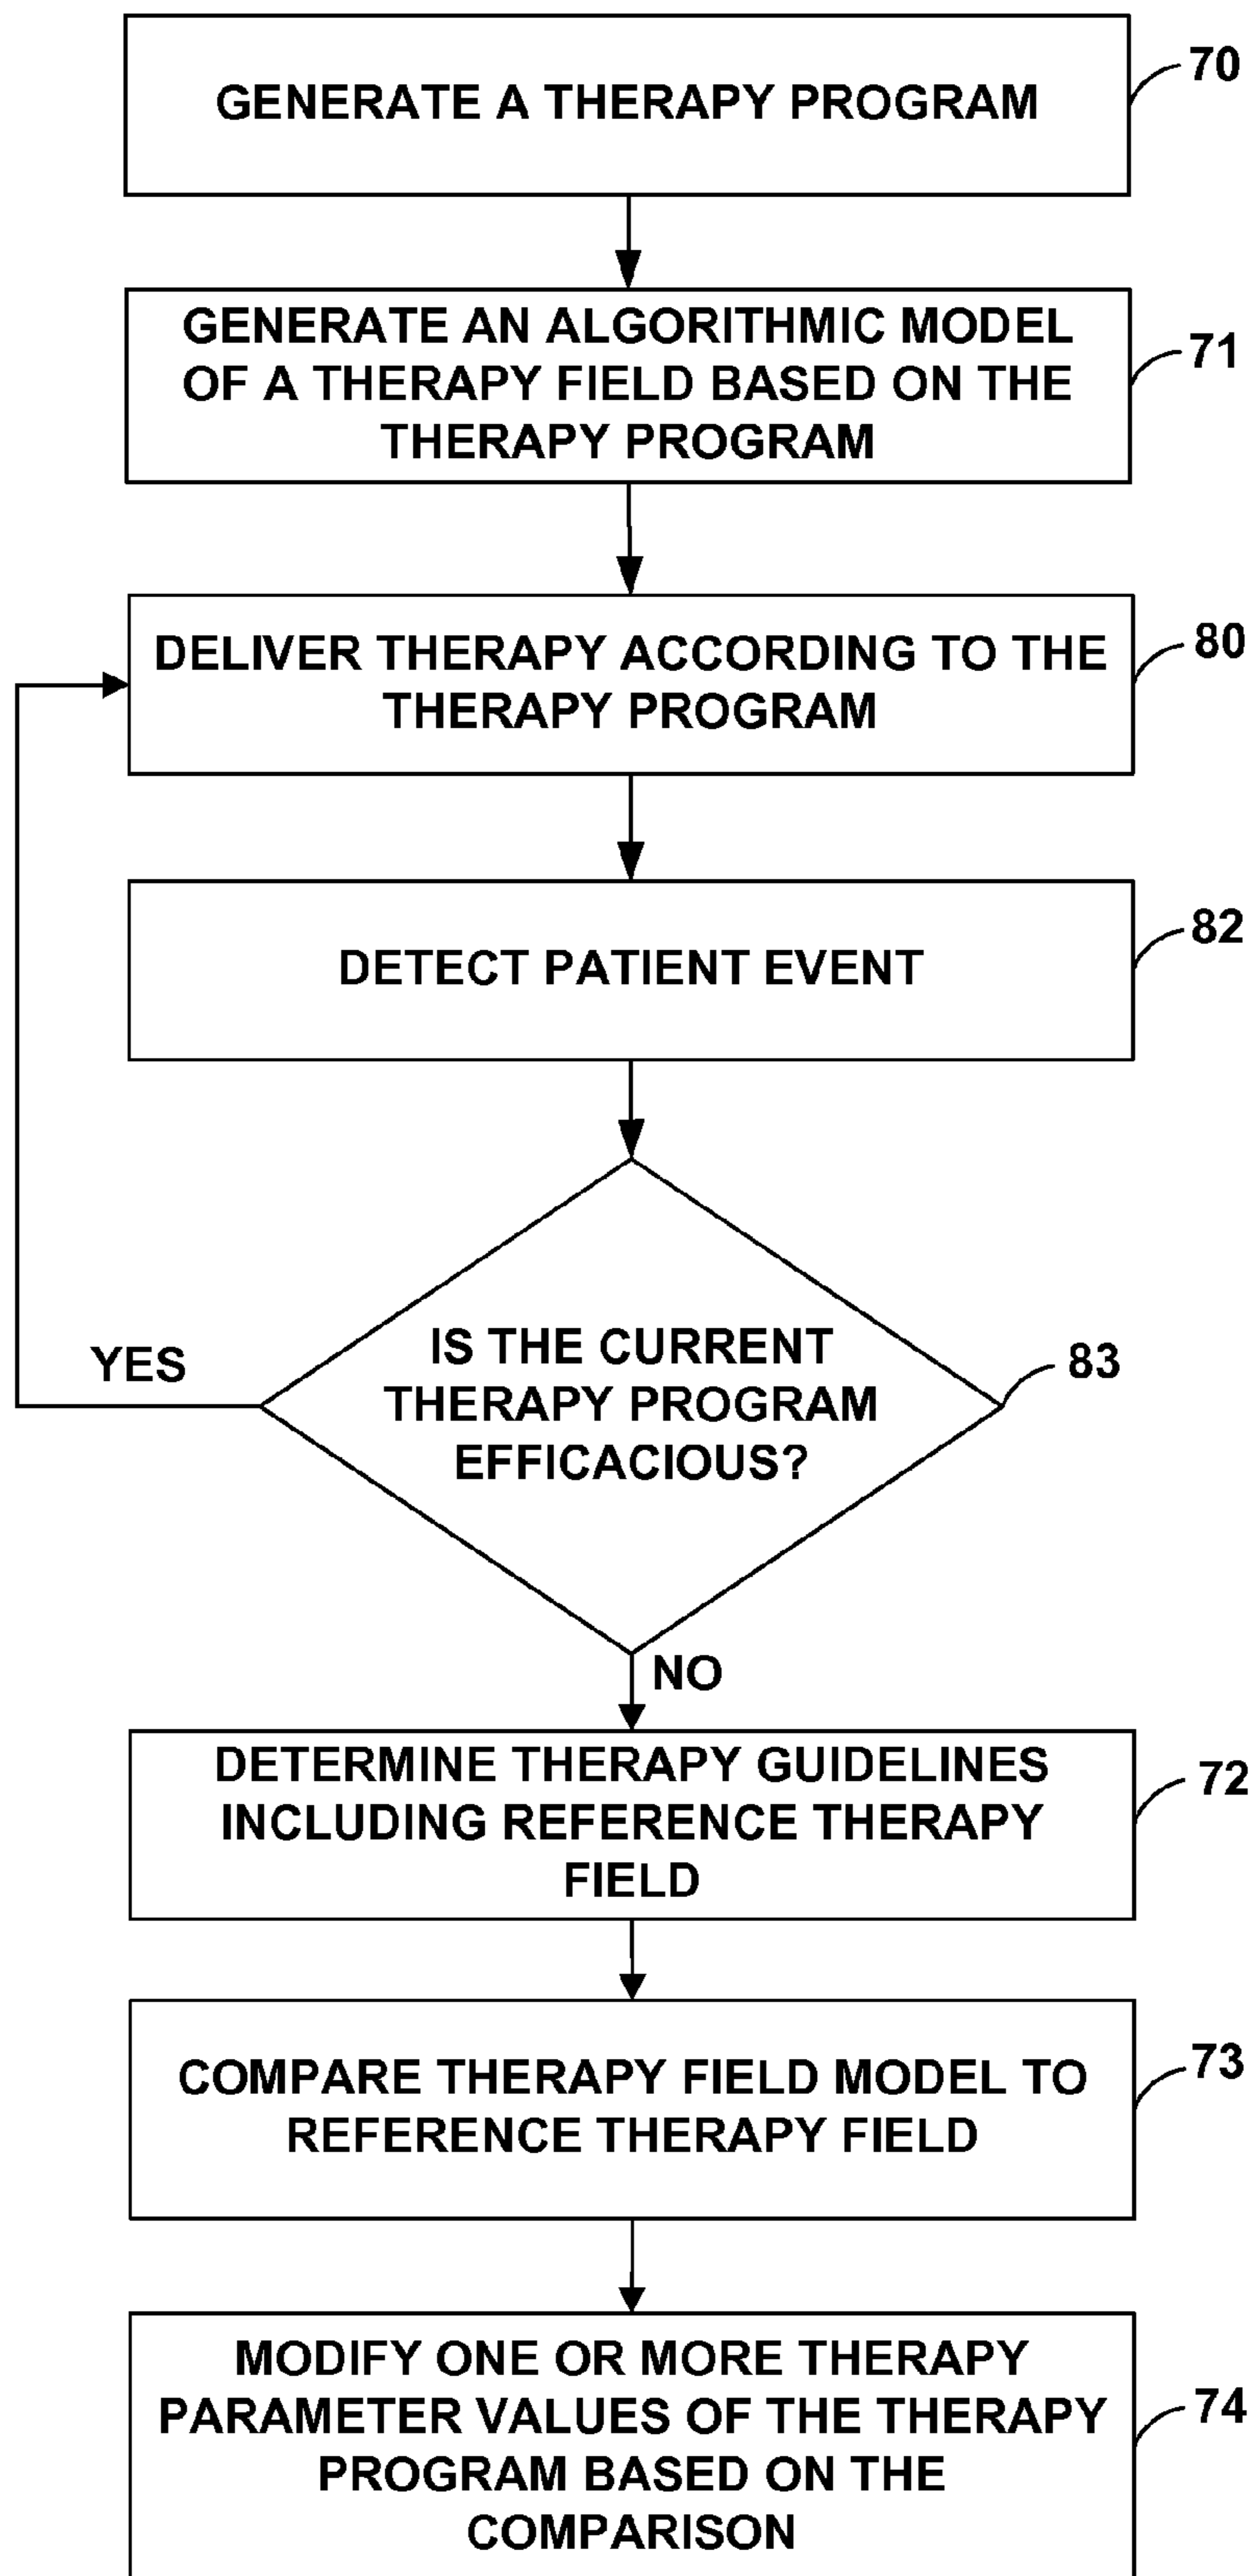 GENERATE A THERAPY PROGRAM
70
GENERATE AN ALGORITHMIC MODEL
OF A THERAPY FIELD BASED ON THE
THERAPY PROGRAM
71
DELIVER THERAPY ACCORDING TO THE
THERAPY PROGRAM
80
DETECT PATIENT EVENT
82
IS THE CURRENT
THERAPY PROGRAM
EFFICACIOUS?
83
YES
NO
DETERMINE THERAPY GUIDELINES
INCLUDING REFERENCE THERAPY
FIELD
72
COMPARE THERAPY FIELD MODEL TO
REFERENCE THERAPY FIELD
73
MODIFY ONE OR MORE THERAPY
PARAMETER VALUES OF THE THERAPY
PROGRAM BASED ON THE
COMPARISON
74